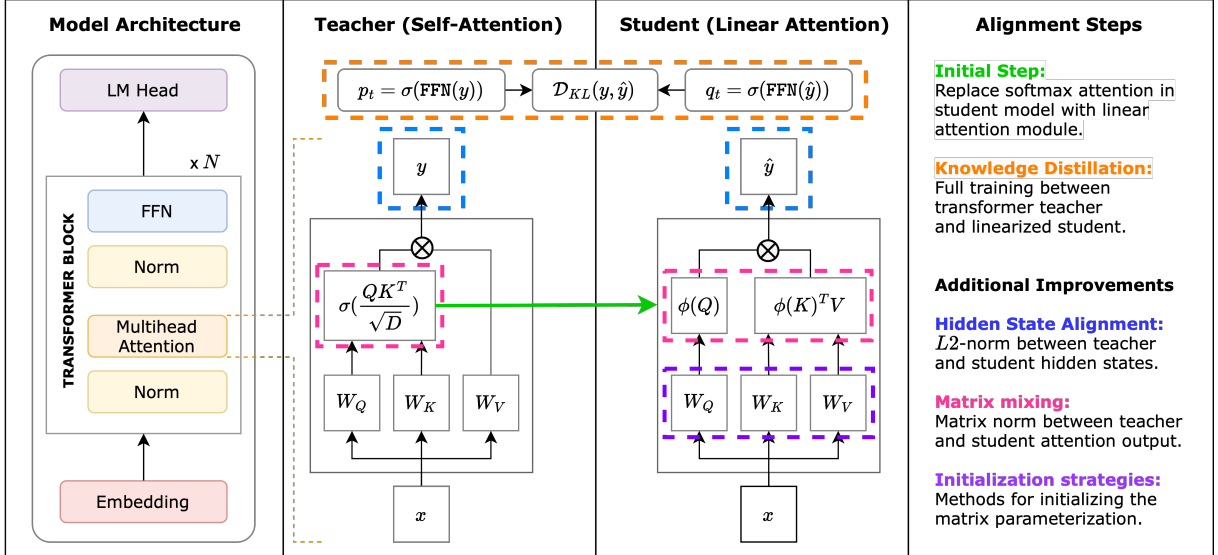 Model Architecture
LM Head
x N
TRANSFORMER BLOCK
FFN
Norm
Multihead
Attention
Norm
Embedding
Teacher (Self-Attention)
Student (Linear Attention)
p_t = σ(FFN(y))
D_{KL}(y, ŷ)
q_t = σ(FFN(ŷ))
y
σ(QK^T/√D)
W_Q
W_K
W_V
x
ŷ
ϕ(Q)
ϕ(K)^T V
W_Q
W_K
W_V
x
Alignment Steps
Initial Step:
Replace softmax attention in
student model with linear
attention module.
Knowledge Distillation:
Full training between
transformer teacher
and linearized student.
Additional Improvements
Hidden State Alignment:
L2-norm between teacher
and student hidden states.
Matrix mixing:
Matrix norm between teacher
and student attention output.
Initialization strategies:
Methods for initializing the
matrix parameterization.